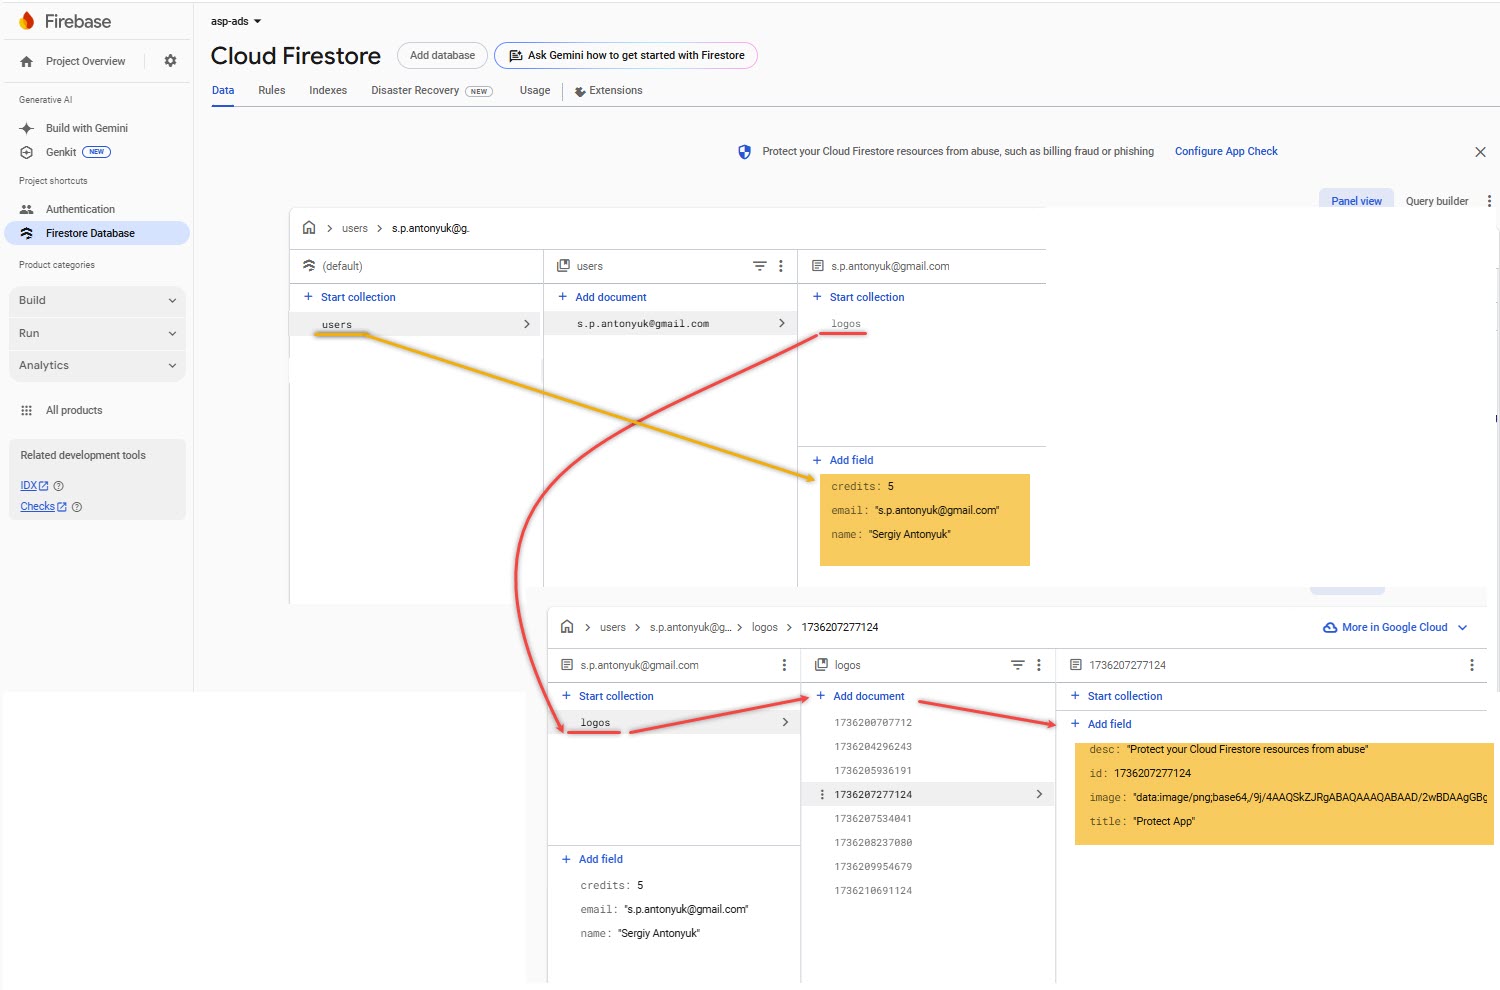 Firebase
asp-ads
Project Overview
Cloud Firestore
Add database
Ask Gemini how to get started with Firestore
Data
Rules
Indexes
Disaster Recovery NEW
Usage
Extensions
Generative AI
Build with Gemini
Genkit NEW
Project shortcuts
Authentication
Firestore Database
Product categories
Build
Run
Analytics
All products
Related development tools
IDX
Checks
Protect your Cloud Firestore resources from abuse, such as billing fraud or phishing
Configure App Check
Panel view
Query builder
users
s.p.antonyuk@g.
(default)
+ Start collection
users
users
+ Add document
s.p.antonyuk@gmail.com
s.p.antonyuk@gmail.com
+ Start collection
logos
+ Add field
credits: 5
email: "s.p.antonyuk@gmail.com"
name: "Sergiy Antonyuk"
users > s.p.antonyuk@g... > logos > 1736207277124
More in Google Cloud
s.p.antonyuk@gmail.com
+ Start collection
logos
+ Add field
credits: 5
email: "s.p.antonyuk@gmail.com"
name: "Sergiy Antonyuk"
logos
+ Add document
1736200707712
1736204296243
1736205936191
1736207277124
1736207534041
1736208237080
1736209954679
1736210691124
1736207277124
+ Start collection
+ Add field
desc: "Protect your Cloud Firestore resources from abuse"
id: 1736207277124
image: "data:image/png;base64,/9j/4AAQSkZJRgABAQAAAQABAAD/2wBDAAgGBg
title: "Protect App"